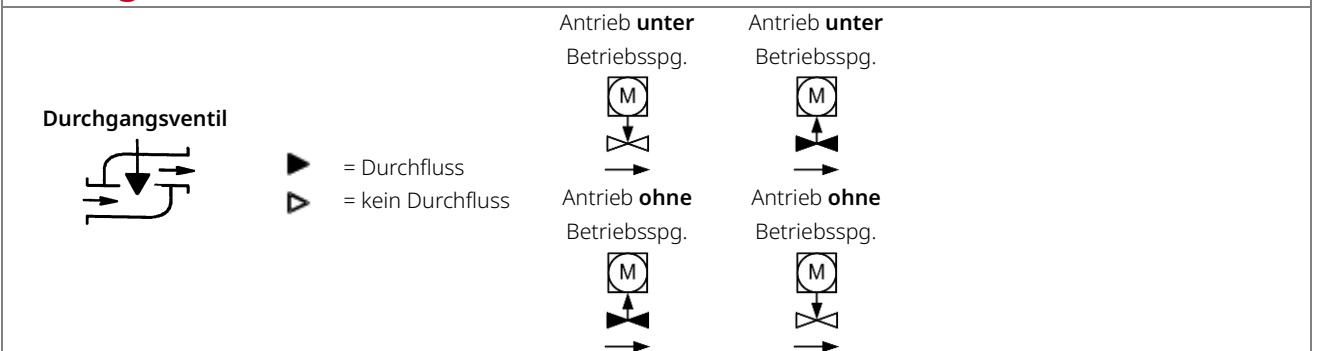 Antrieb unter Antrieb unter
Betriebsspg. Betriebsspg.
M M
Durchgangsventil
= Durchfluss
= kein Durchfluss
Antrieb ohne Antrieb ohne
Betriebsspg. Betriebsspg.
M M